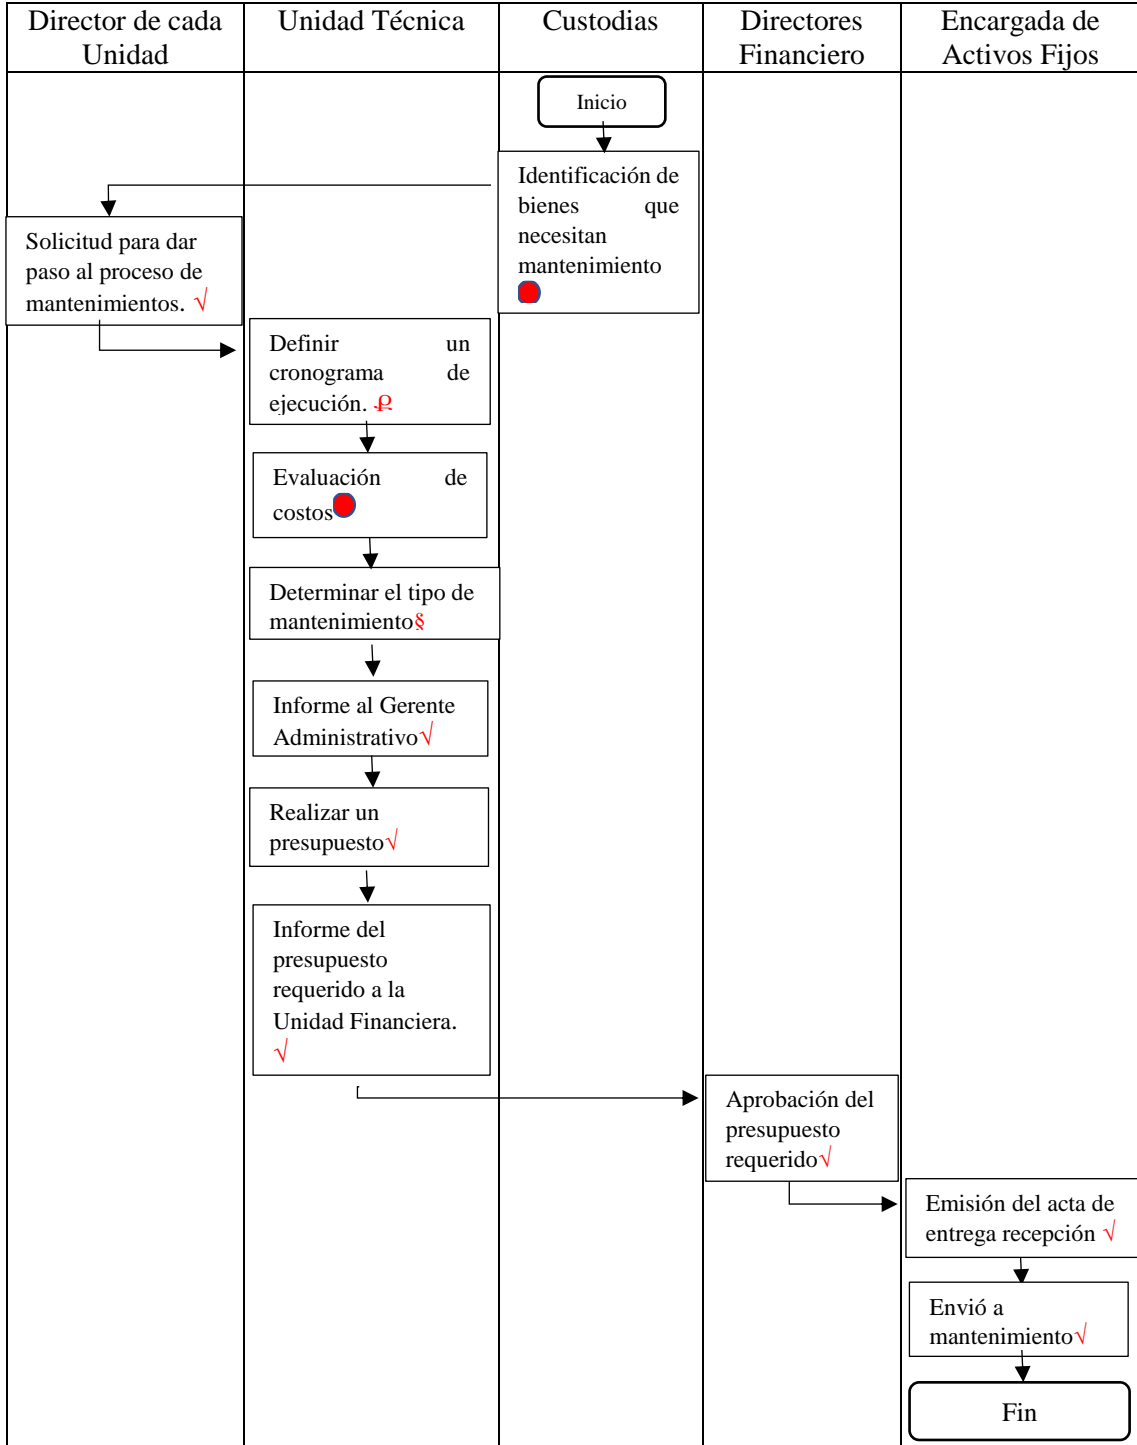 Director de cada
Unidad
Unidad Técnica
Custodias
Directores
Financiero
Encargada de
Activos Fijos
Inicio
Identificación de
bienes que
necesitan
mantenimiento
Solicitud para dar
paso al proceso de
mantenimientos. √
Definir un
cronograma de
ejecución.
Evaluación de
costos
Determinar el tipo de
mantenimiento§
Informe al Gerente
Administrativo√
Realizar un
presupuesto√
Informe del
presupuesto
requerido a la
Unidad Financiera.
√
Aprobación del
presupuesto
requerido√
Emisión del acta de
entrega recepción √
Envió a
mantenimiento√
Fin